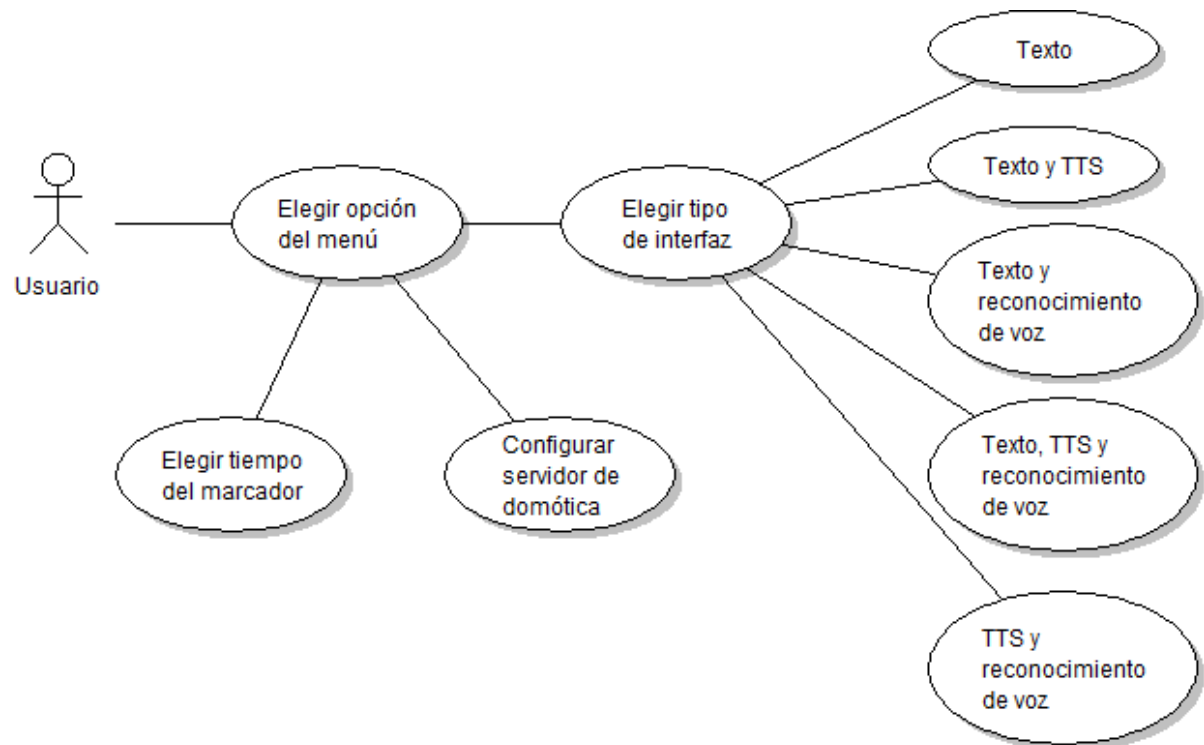 Usuario
Elegir opción
del menú
Elegir tipo
de interfaz
Elegir tiempo
del marcador
Configurar
servidor de
domótica
Texto
Texto y TTS
Texto y
reconocimiento
de voz
Texto, TTS y
reconocimiento
de voz
TTS y
reconocimiento
de voz